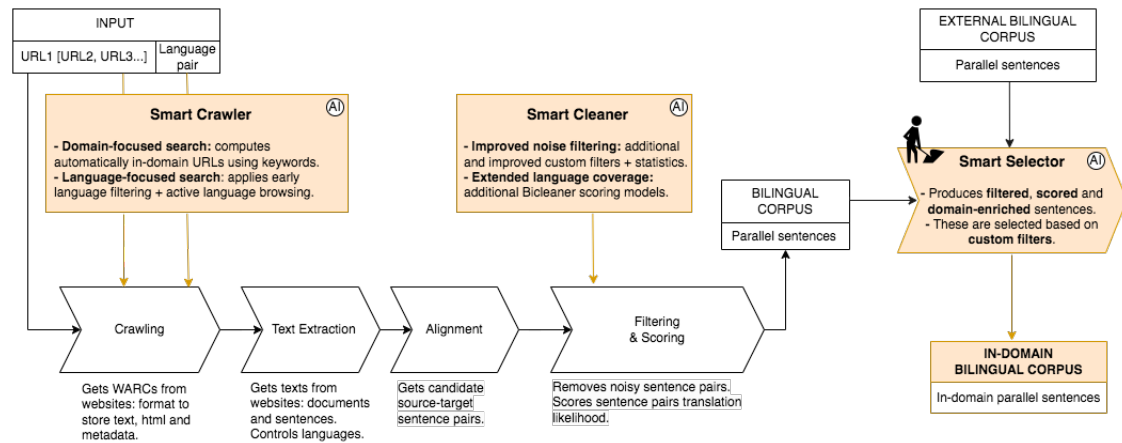 INPUT
URL1 [URL2, URL3...]
Language
pair
AI
Smart Crawler
- Domain-focused search: computes
automatically in-domain URLs using keywords.
- Language-focused search: applies early
language filtering + active language browsing.
AI
Smart Cleaner
- Improved noise filtering: additional
and improved custom filters + statistics.
- Extended language coverage:
additional Bicleaner scoring models.
EXTERNAL BILINGUAL
CORPUS
Parallel sentences
AI
Smart Selector
- Produces filtered, scored and
domain-enriched sentences.
- These are selected based on
custom filters.
BILINGUAL
CORPUS
Parallel sentences
Crawling
Text Extraction
Alignment
Filtering
& Scoring
Gets WARCs from
websites: format to
store text, html and
metadata.
Gets texts from
websites: documents
and sentences.
Controls languages.
Gets candidate
source-target
sentence pairs.
Removes noisy sentence pairs.
Scores sentence pairs translation
likelihood.
IN-DOMAIN
BILINGUAL CORPUS
In-domain parallel sentences